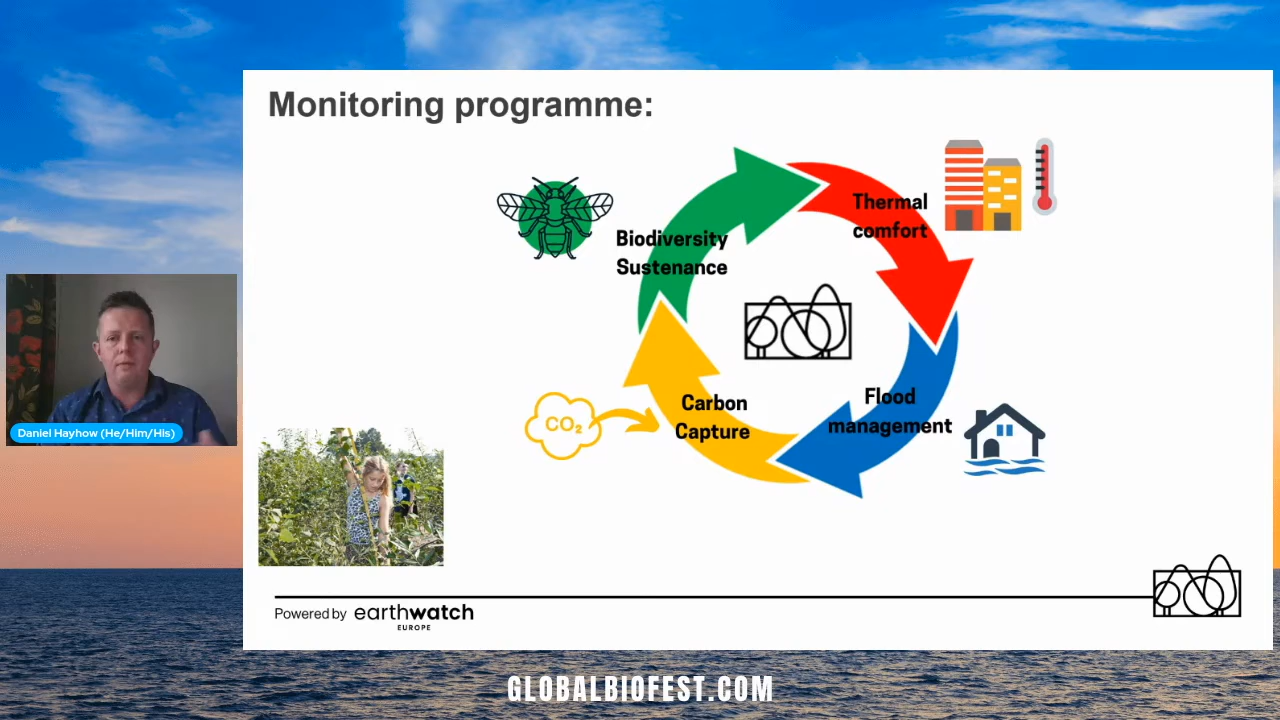 Monitoring programme:
Thermal
comfort
Biodiversity
Sustenance
Flood
management
Carbon
Capture
CO₂
Daniel Hayhow (He/Him/His)
Powered by earthwatch
EUROPE
GLOBALBIOFEST.COM